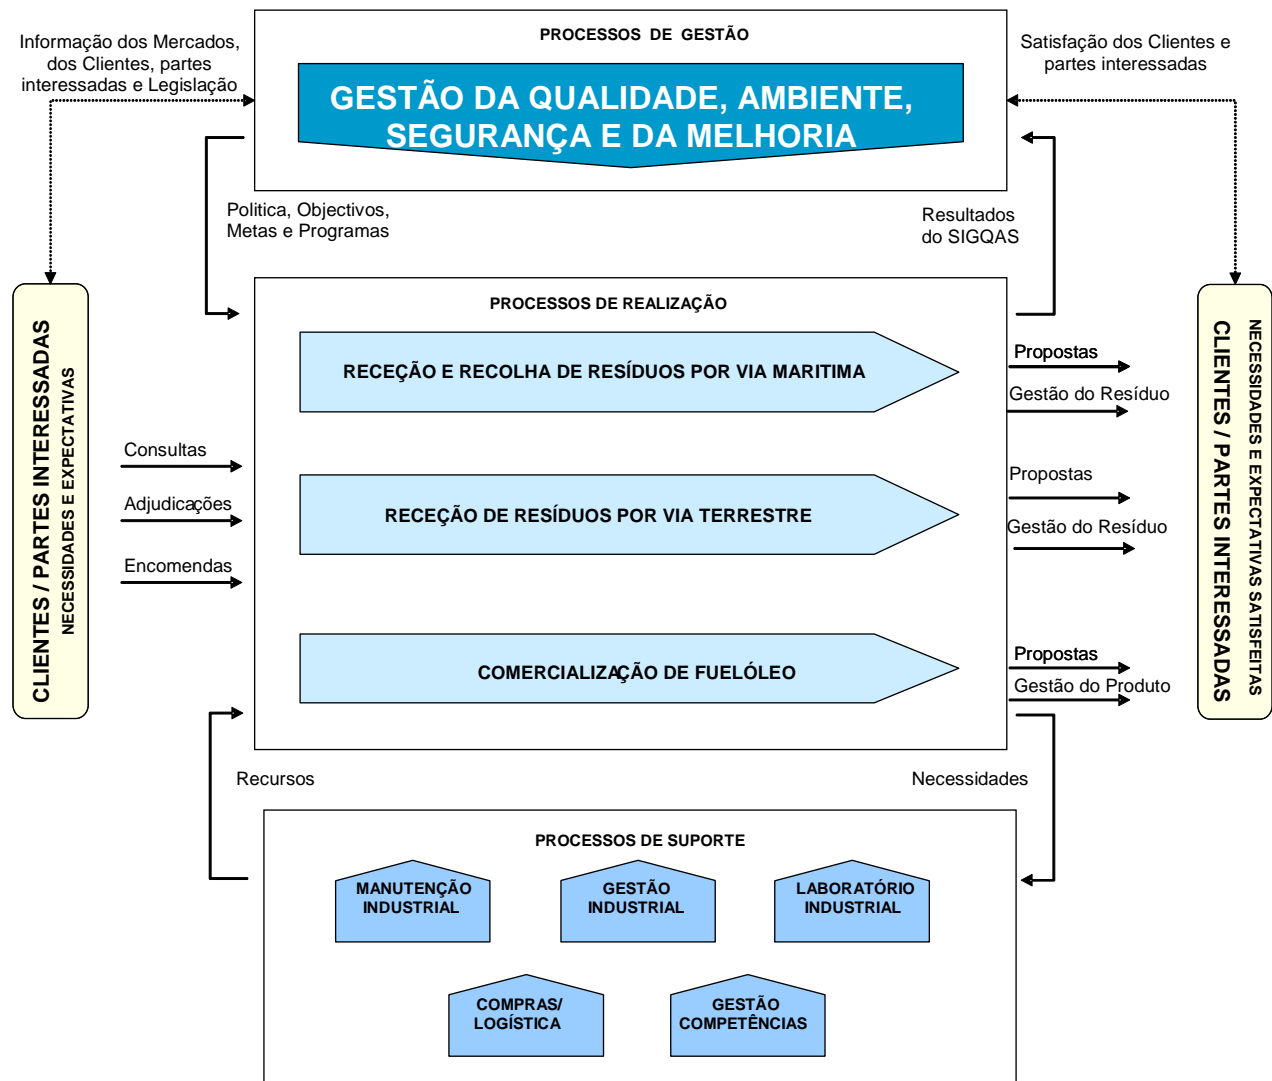 PROCESSOS DE GESTÃO
Informação dos Mercados,
dos Clientes, partes
interessadas e Legislação
Satisfação dos Clientes e
partes interessadas
GESTÃO DA QUALIDADE, AMBIENTE,
SEGURANÇA E DA MELHORIA
Politica, Objectivos,
Metas e Programas
Resultados
do SIGQAS
CLIENTES / PARTES INTERESSADAS
NECESSIDADES E EXPECTATIVAS
PROCESSOS DE REALIZAÇÃO
RECEÇÃO E RECOLHA DE RESÍDUOS POR VIA MARITIMA
Propostas
Gestão do Resíduo
Consultas
Adjudicações
Encomendas
RECEÇÃO DE RESÍDUOS POR VIA TERRESTRE
Propostas
Gestão do Resíduo
COMERCIALIZAÇÃO DE FUELÓLEO
Propostas
Gestão do Produto
NECESSIDADES E EXPECTATIVAS SATISFEITAS
CLIENTES / PARTES INTERESSADAS
Recursos
Necessidades
PROCESSOS DE SUPORTE
MANUTENÇÃO
INDUSTRIAL
GESTÃO
INDUSTRIAL
LABORATÓRIO
INDUSTRIAL
COMPRAS/
LOGÍSTICA
GESTÃO
COMPETÊNCIAS